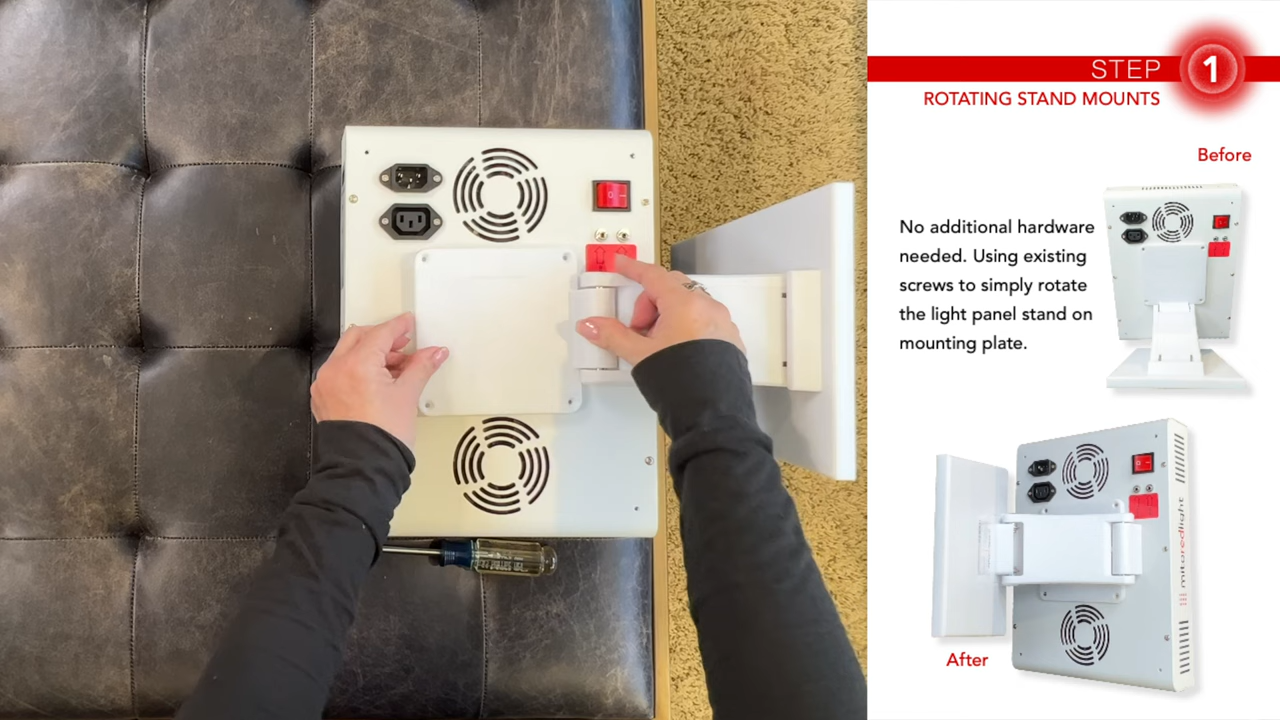 STEP 1
ROTATING STAND MOUNTS
Before
No additional hardware
needed. Using existing
screws to simply rotate
the light panel stand on
mounting plate.
mitoredlight
After